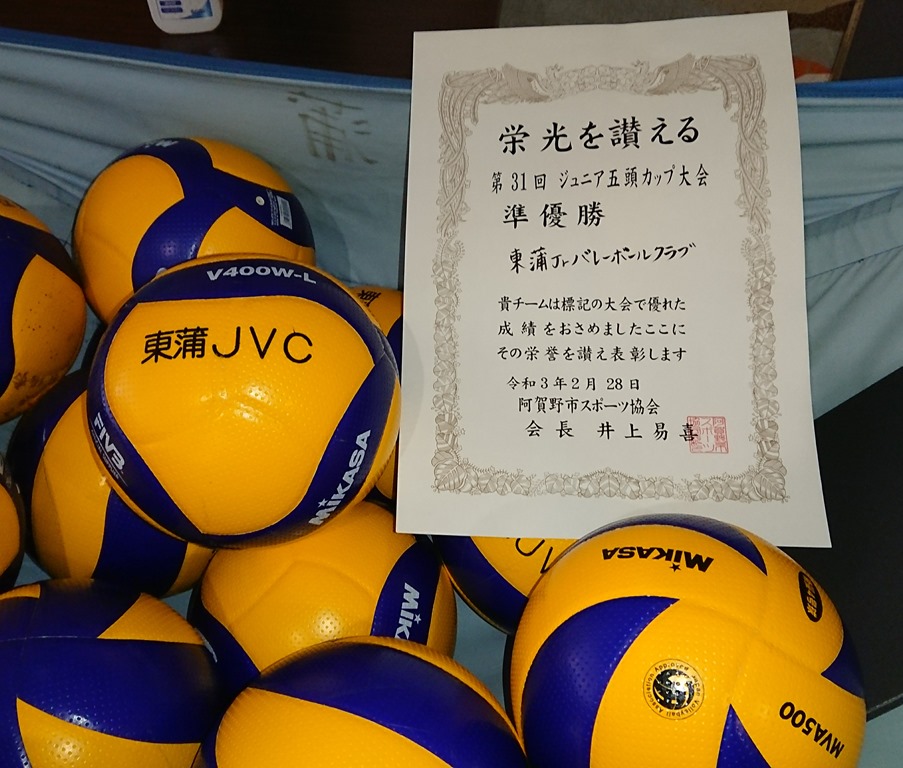 栄光を讃える
第31回 ジュニア五頭カップ大会
準優勝
東蒲Jrバレーボールクラブ
貴チームは標記の大会で優れた
成績をおさめましたここに
その栄誉を讃え表彰します
令和3年2月28日
阿賀野市スポーツ協会
会長 井上易喜
V400W-L
東蒲JVC
FIVB
MIKASA
MIKASA
MIKASA
MVA500